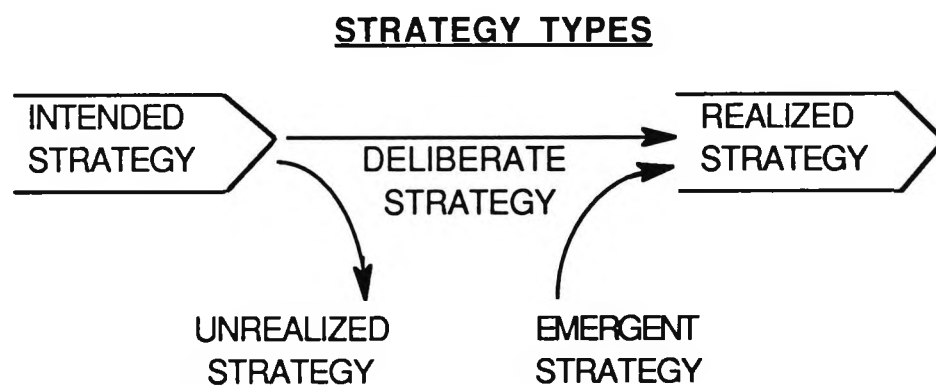 STRATEGY TYPES
INTENDED
STRATEGY
DELIBERATE
STRATEGY
REALIZED
STRATEGY
UNREALIZED
STRATEGY
EMERGENT
STRATEGY